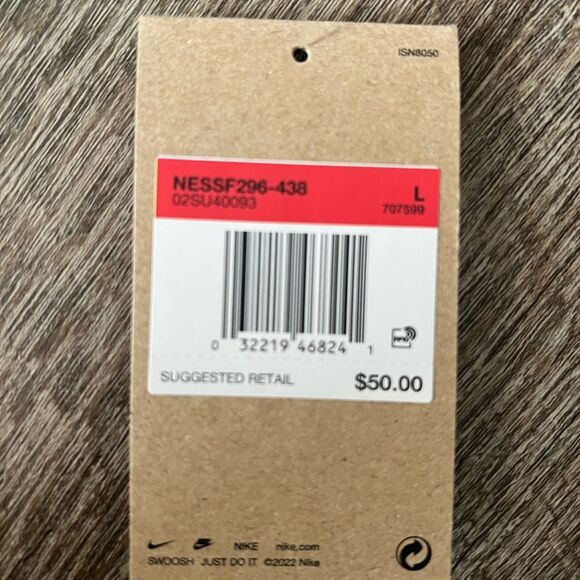 ISN8050
NESSF296-438 L
02SU40093 707599
0 32219 46824 1
RFID
SUGGESTED RETAIL $50.00
NIKE nike.com
SWOOSH JUST DO IT ©2022 Nike